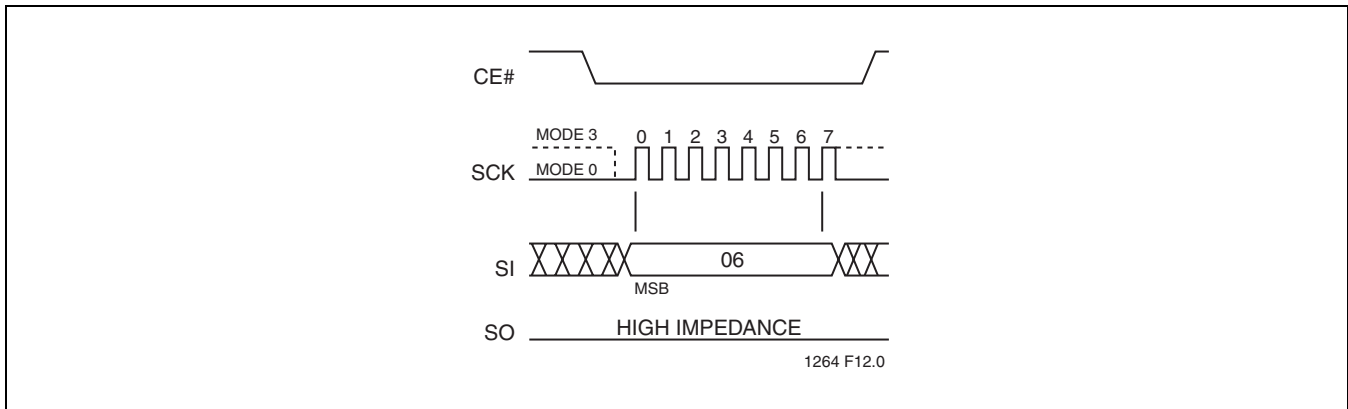 CE#
MODE 3
0 1 2 3 4 5 6 7
SCK
MODE 0
SI
06
MSB
SO
HIGH IMPEDANCE
1264 F12.0